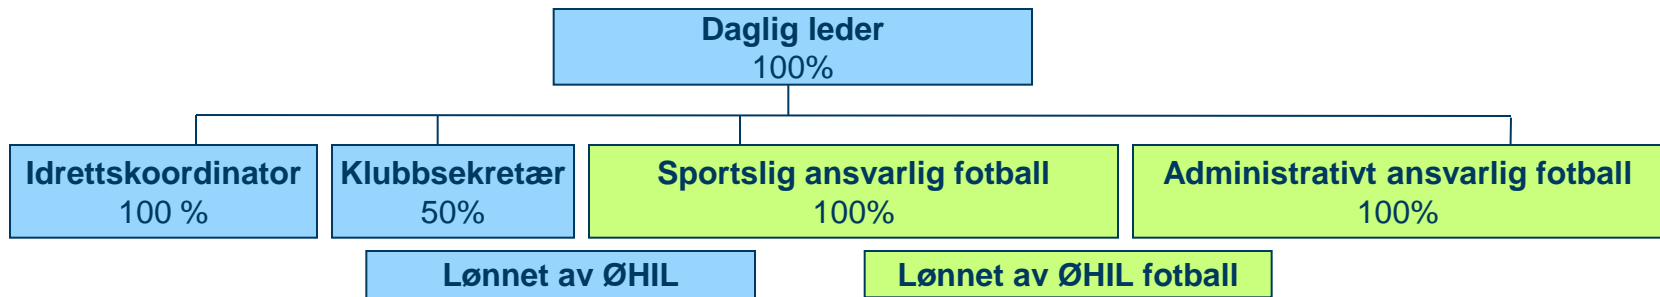 Daglig leder
100%
Idrettskoordinator
100 %
Klubbsekretær
50%
Sportslig ansvarlig fotball
100%
Administrativt ansvarlig fotball
100%
Lønnet av ØHIL
Lønnet av ØHIL fotball